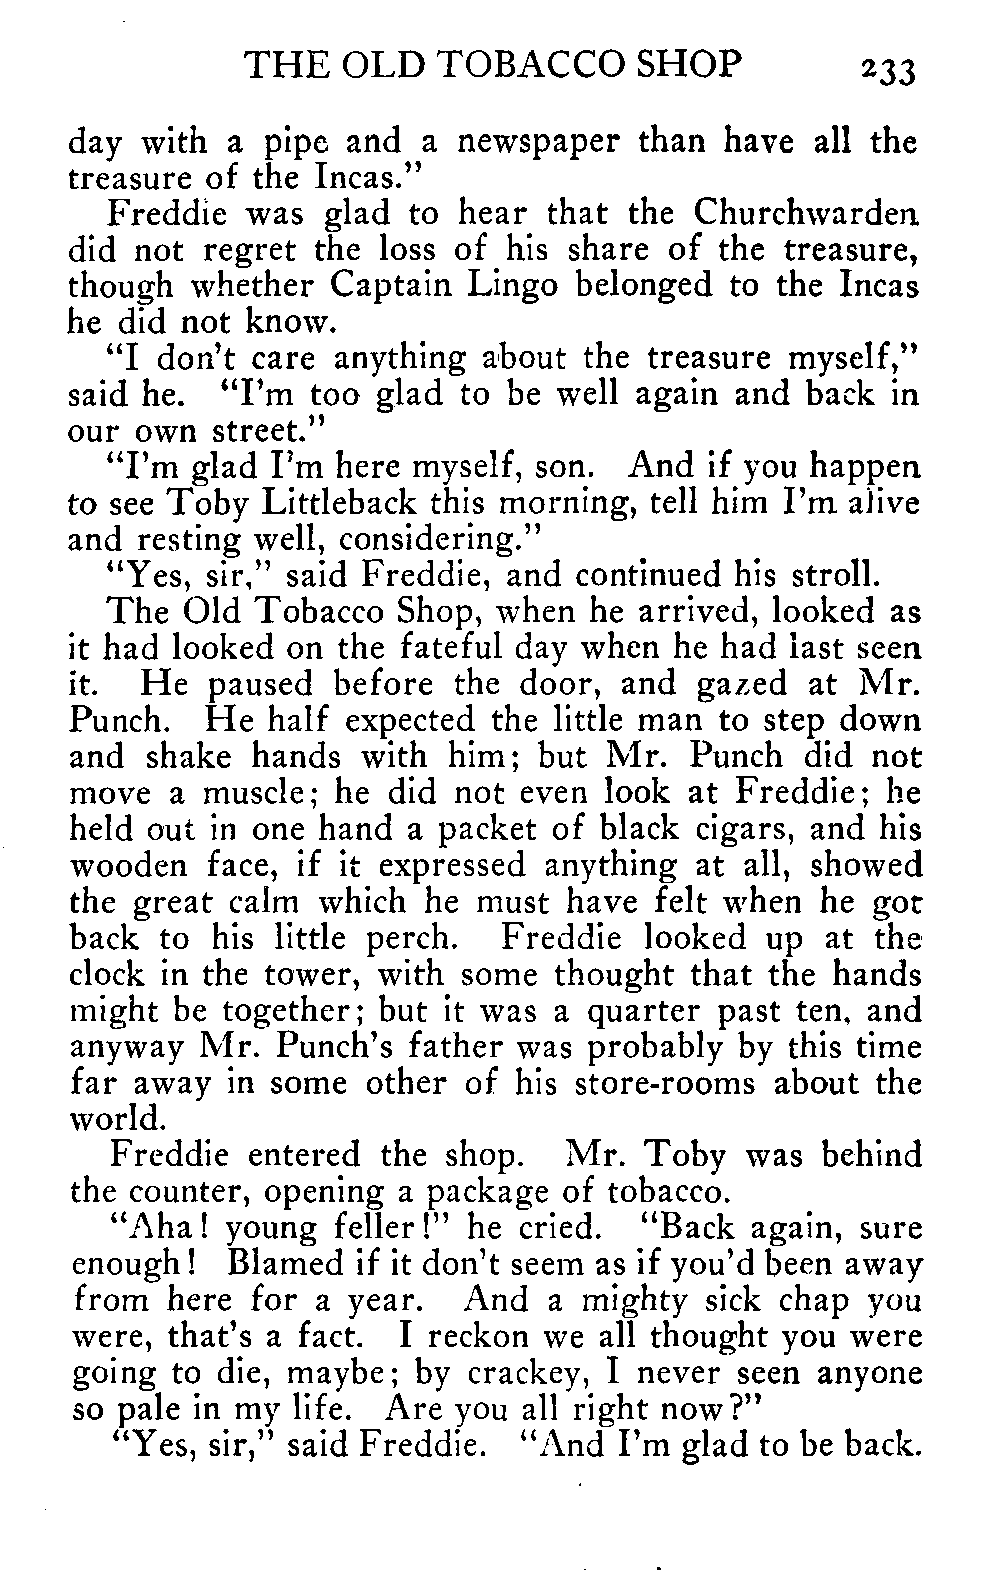 THE OLD TOBACCO SHOP 233
day with a pipe and a newspaper than have all the
treasure of the Incas."
Freddie was glad to hear that the Churchwarden
did not regret the loss of his share of the treasure,
though whether Captain Lingo belonged to the Incas
he did not know.
"I don't care anything about the treasure myself,"
said he. "I'm too glad to be well again and back in
our own street."
"I'm glad I'm here myself, son. And if you happen
to see Toby Littleback this morning, tell him I'm alive
and resting well, considering."
"Yes, sir," said Freddie, and continued his stroll.
The Old Tobacco Shop, when he arrived, looked as
it had looked on the fateful day when he had last seen
it. He paused before the door, and gazed at Mr.
Punch. He half expected the little man to step down
and shake hands with him; but Mr. Punch did not
move a muscle; he did not even look at Freddie; he
held out in one hand a packet of black cigars, and his
wooden face, if it expressed anything at all, showed
the great calm which he must have felt when he got
back to his little perch. Freddie looked up at the
clock in the tower, with some thought that the hands
might be together; but it was a quarter past ten, and
anyway Mr. Punch's father was probably by this time
far away in some other of his store-rooms about the
world.
Freddie entered the shop. Mr. Toby was behind
the counter, opening a package of tobacco.
"Aha! young feller!" he cried. "Back again, sure
enough! Blamed if it don't seem as if you'd been away
from here for a year. And a mighty sick chap you
were, that's a fact. I reckon we all thought you were
going to die, maybe; by crackey, I never seen anyone
so pale in my life. Are you all right now?"
"Yes, sir," said Freddie. "And I'm glad to be back.